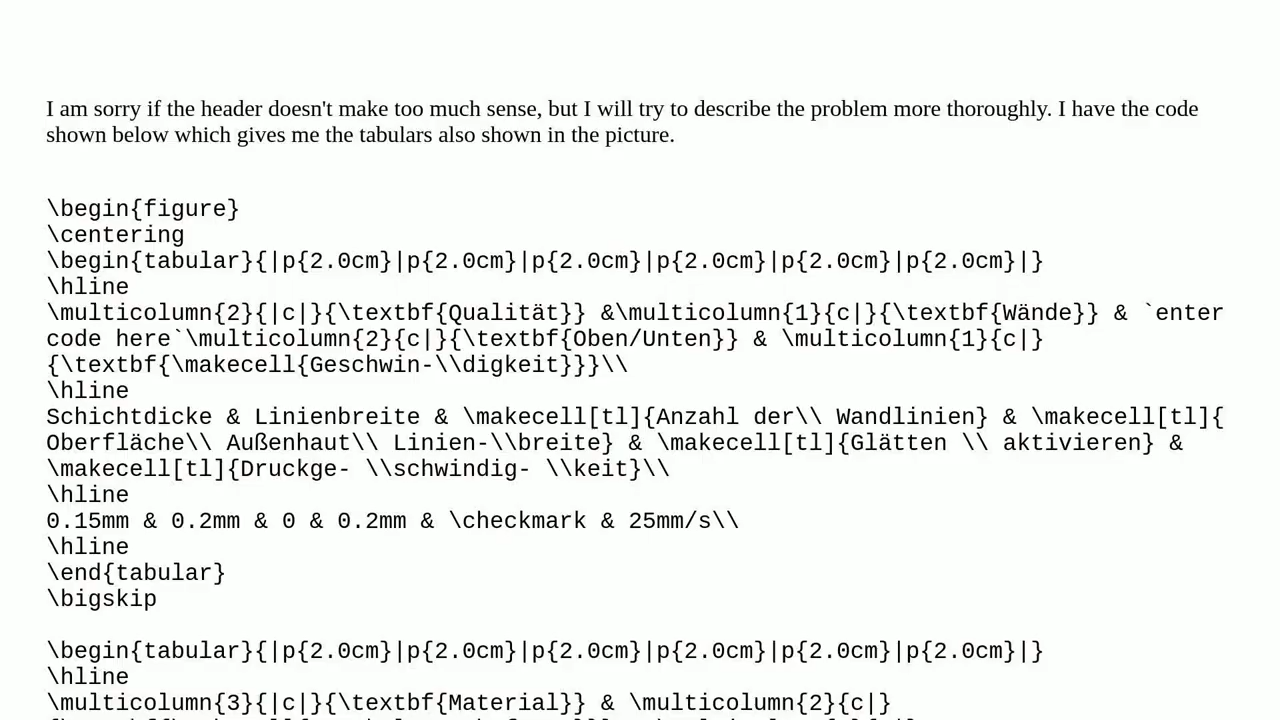 I am sorry if the header doesn't make too much sense, but I will try to describe the problem more thoroughly. I have the code
shown below which gives me the tabulars also shown in the picture.
\begin{figure}
\centering
\begin{tabular}{|p{2.0cm}|p{2.0cm}|p{2.0cm}|p{2.0cm}|p{2.0cm}|p{2.0cm}|}
\hline
\multicolumn{2}{|c|}{\textbf{Qualität}} &\multicolumn{1}{c|}{\textbf{Wände}} & `enter
code here`\multicolumn{2}{c|}{\textbf{Oben/Unten}} & \multicolumn{1}{c|}
{\textbf{\makecell{Geschwin-\\digkeit}}}\\
\hline
Schichtdicke & Linienbreite & \makecell[tl]{Anzahl der\\ Wandlinien} & \makecell[tl]{
Oberfläche\\ Außenhaut\\ Linien-\\breite} & \makecell[tl]{Glätten \\ aktivieren} &
\makecell[tl]{Druckge- \\schwindig- \\keit}\\
\hline
0.15mm & 0.2mm & 0 & 0.2mm & \checkmark & 25mm/s\\
\hline
\end{tabular}
\bigskip
\begin{tabular}{|p{2.0cm}|p{2.0cm}|p{2.0cm}|p{2.0cm}|p{2.0cm}|p{2.0cm}|}
\hline
\multicolumn{3}{|c|}{\textbf{Material}} & \multicolumn{2}{c|}